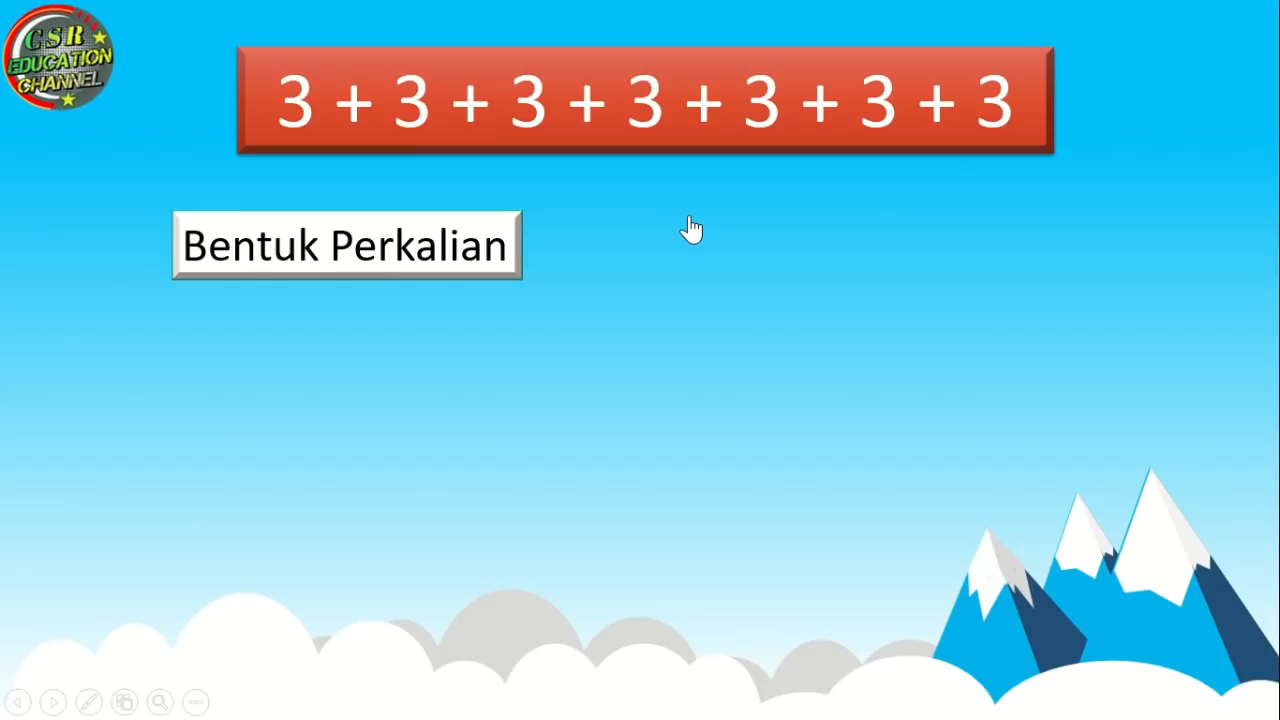 CSR
EDUCATION
CHANNEL
3 + 3 + 3 + 3 + 3 + 3 + 3
Bentuk Perkalian